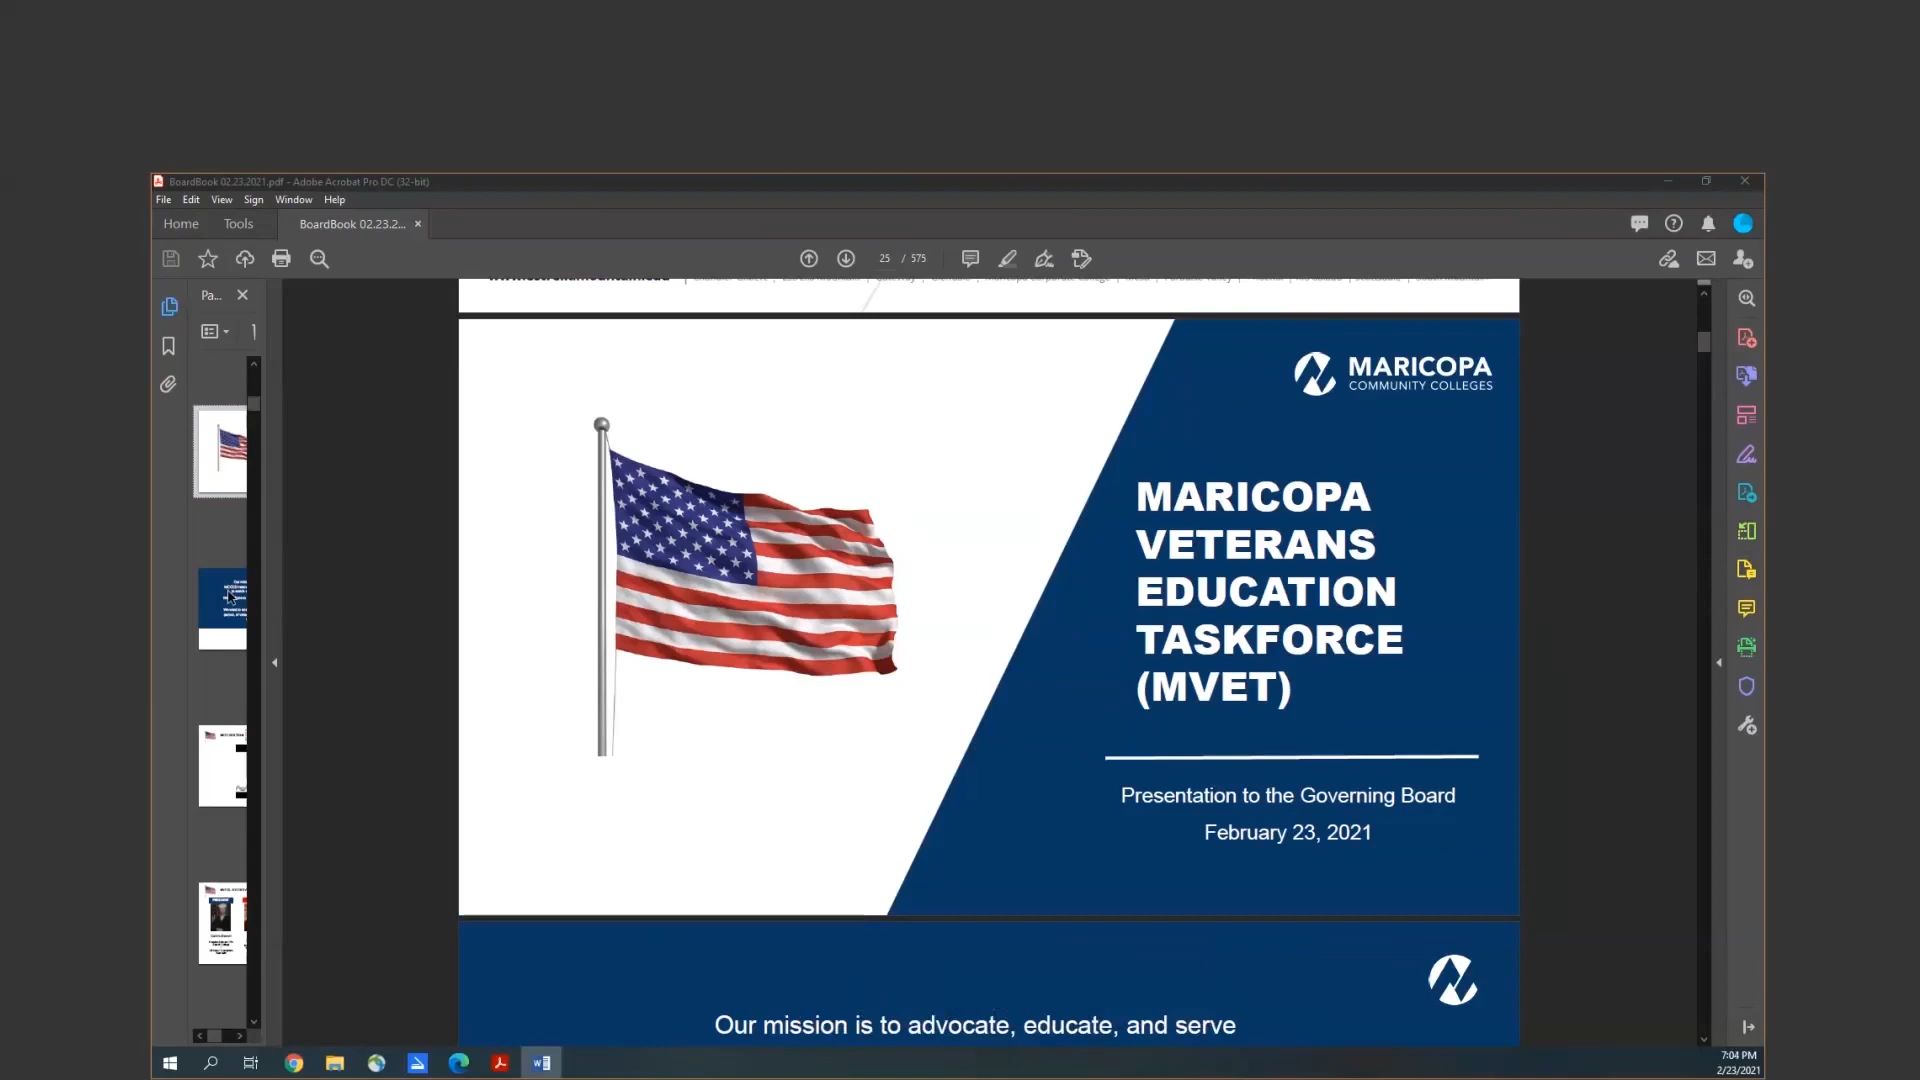 BoardBook 02.23.2021.pdf - Adobe Acrobat Pro DC (32-bit)
File Edit View Sign Window Help
Home Tools BoardBook 02.23.2... ×
25 / 575
Pa...
MARICOPA
COMMUNITY COLLEGES
MARICOPA
VETERANS
EDUCATION
TASKFORCE
(MVET)
Presentation to the Governing Board
February 23, 2021
Our mission is to advocate, educate, and serve
7:04 PM
2/23/2021